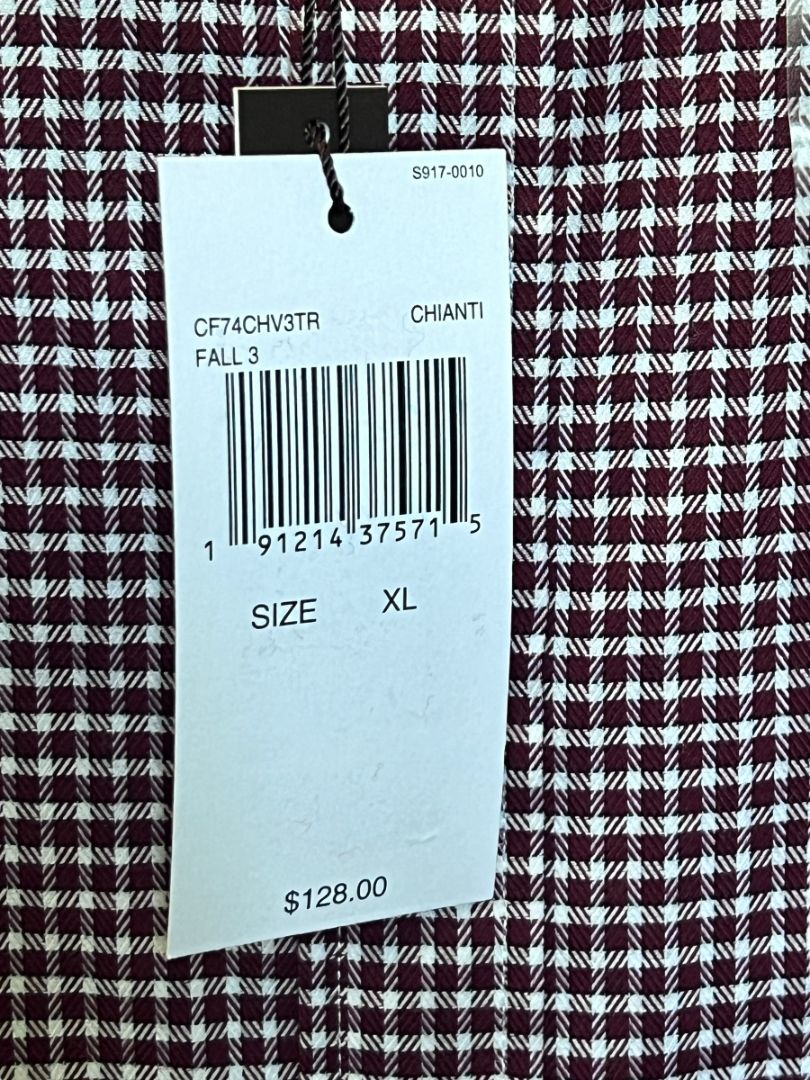 S917-0010
CF74CHV3TR CHIANTI
FALL 3
1 91214 37571 5
SIZE XL
$128.00